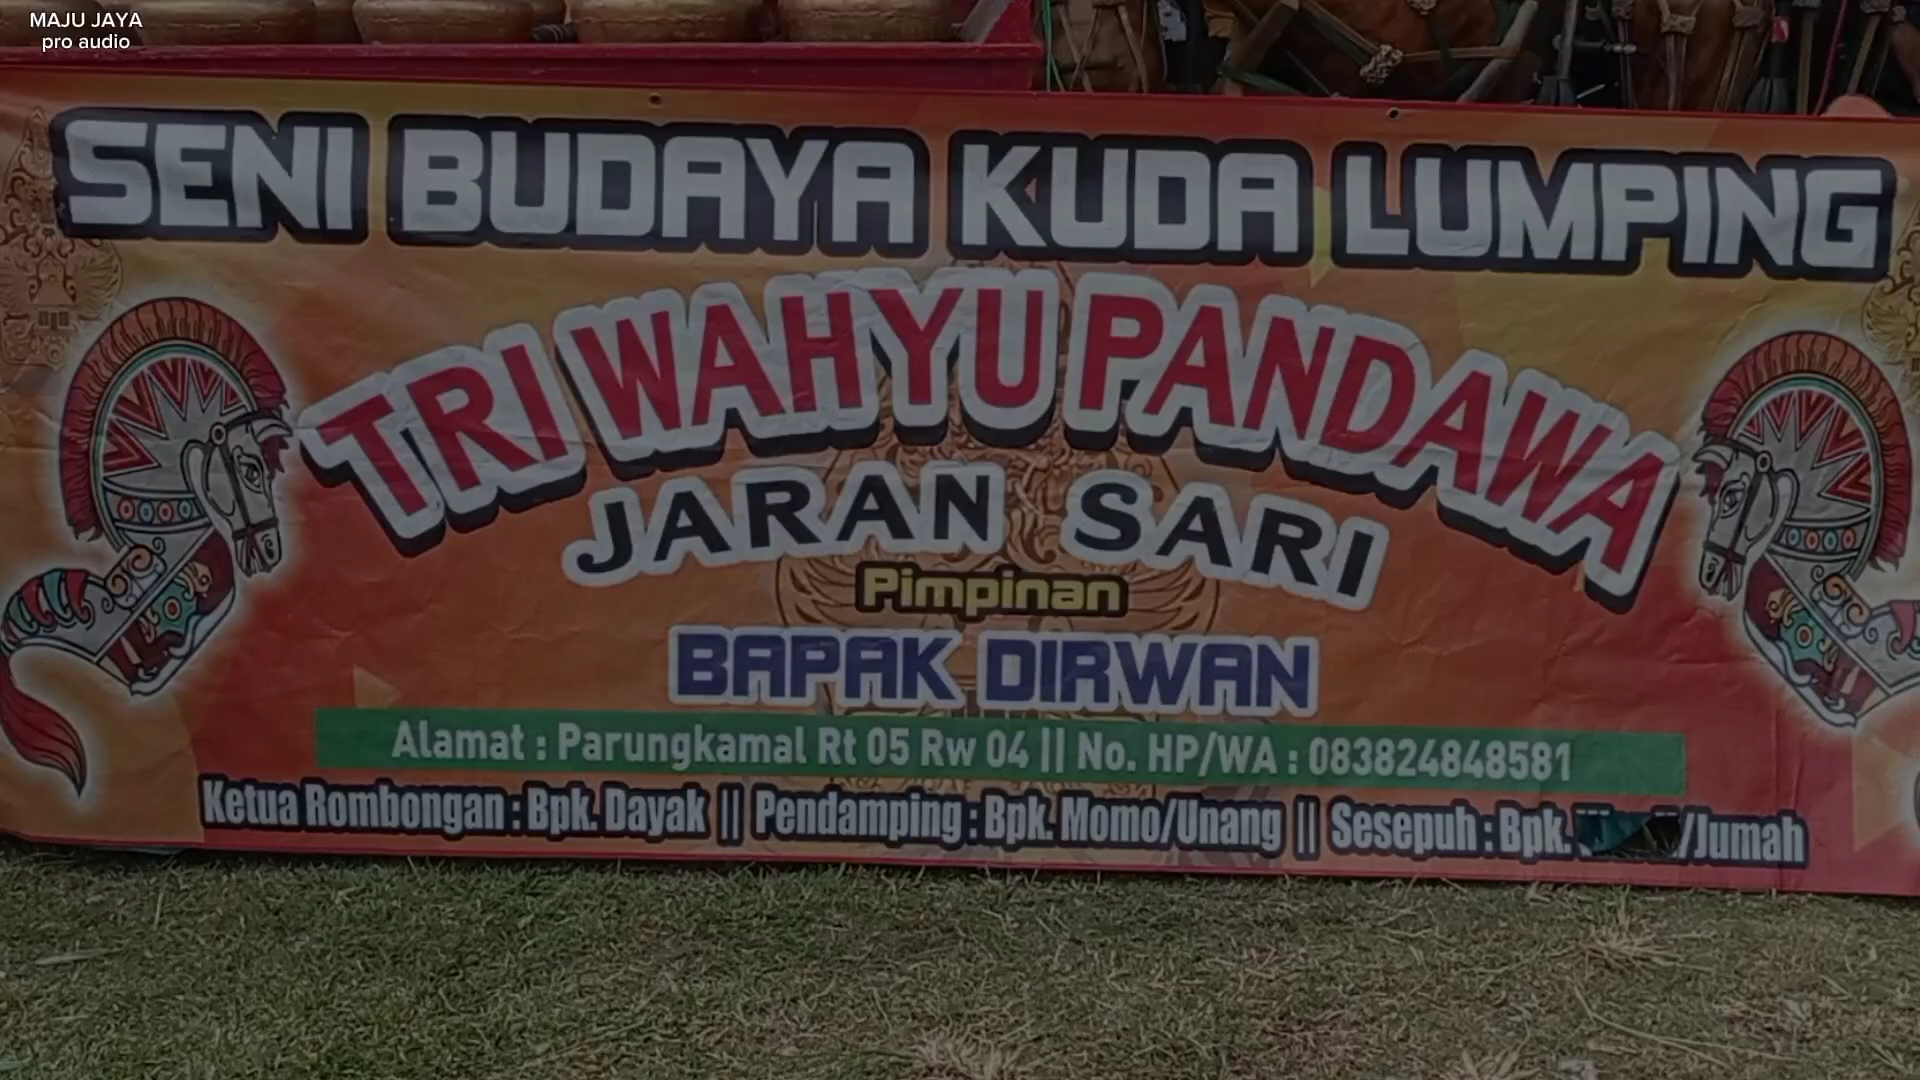 MAJU JAYA
pro audio
SENI BUDAYA KUDA LUMPING
TRI WAHYU PANDAWA
JARAN SARI
Pimpinan
BAPAK DIRWAN
Alamat : Parungkamal Rt 05 Rw 04 || No. HP/WA : 083824848581
Ketua Rombongan : Bpk. Dayak || Pendamping : Bpk. Momo/Unang || Sesepuh : Bpk. /Jumah